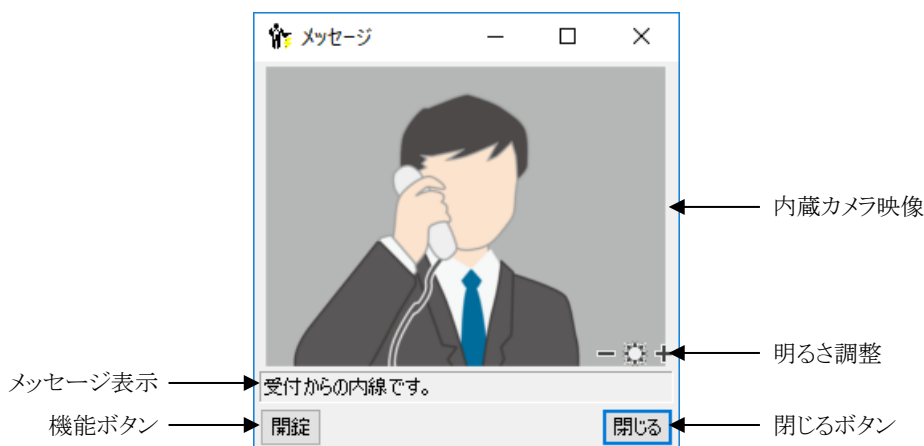 メッセージ
内蔵カメラ映像
明るさ調整
メッセージ表示
受付からの内線です。
機能ボタン
開錠
閉じる
閉じるボタン